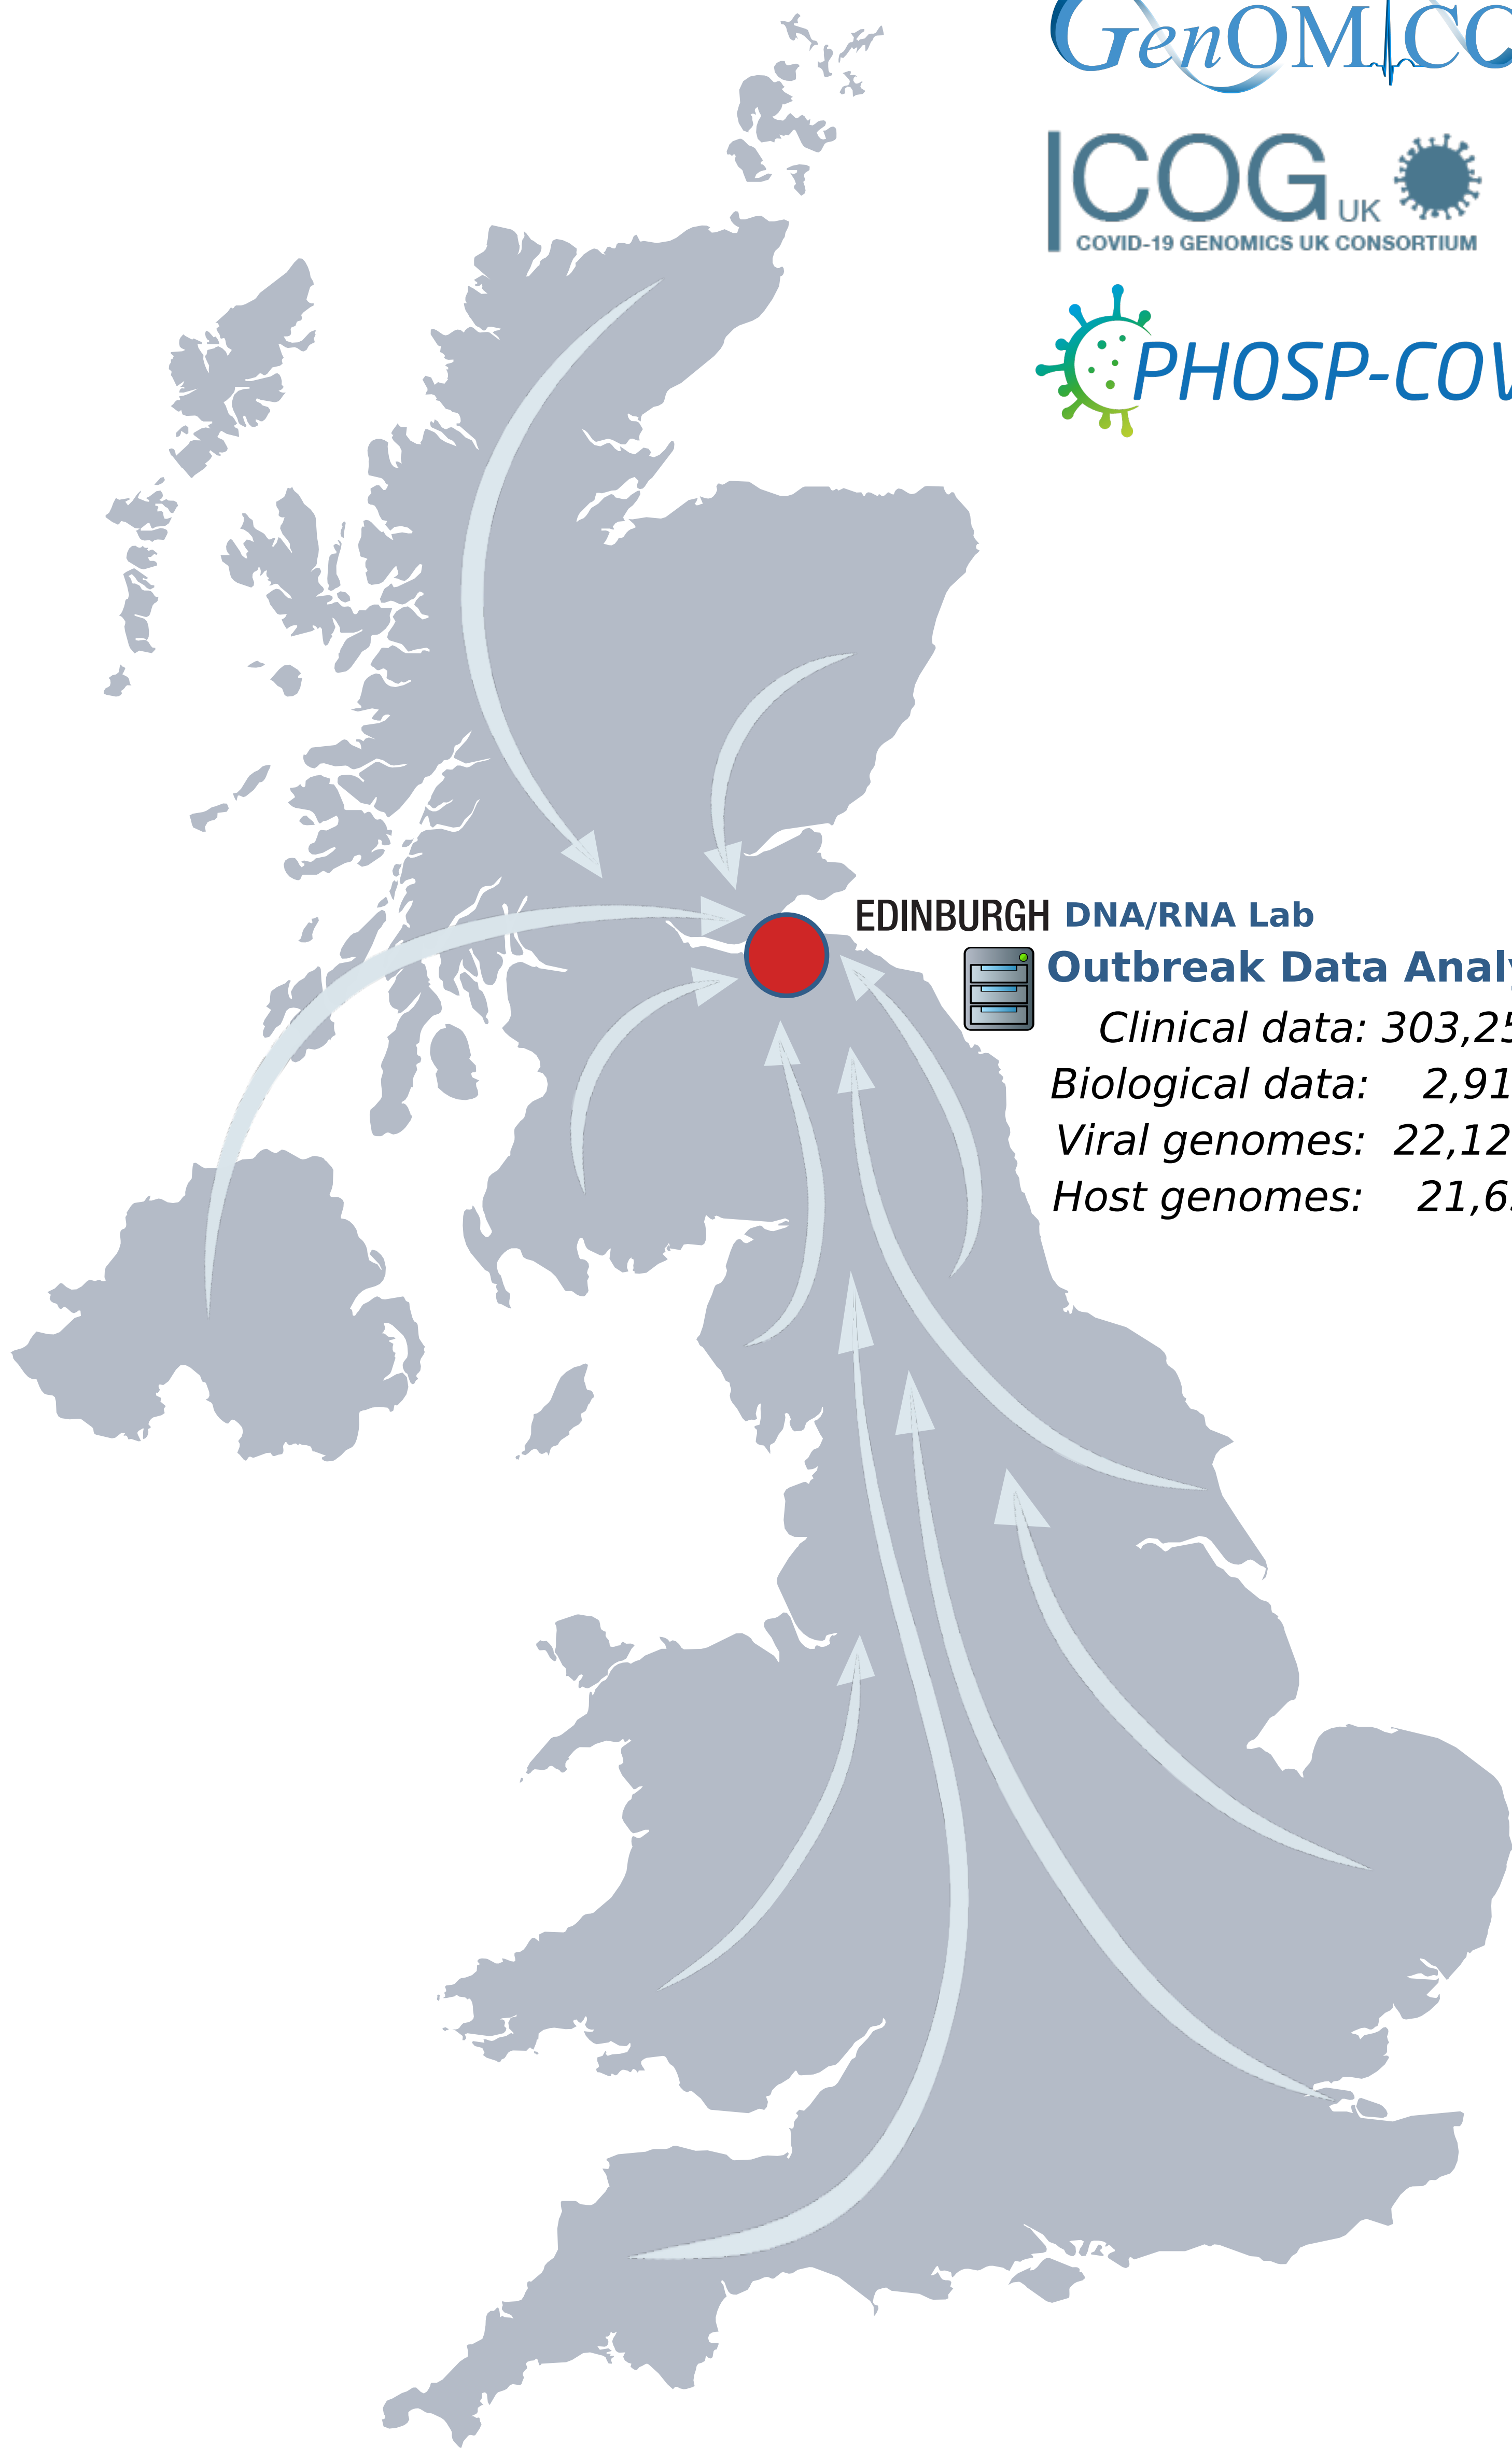 GenOMICC
COG UK
COVID-19 GENOMICS UK CONSORTIUM
PHOSP-COV
EDINBURGH DNA/RNA Lab
Outbreak Data Analy
Clinical data: 303,25
Biological data: 2,91
Viral genomes: 22,12
Host genomes: 21,6